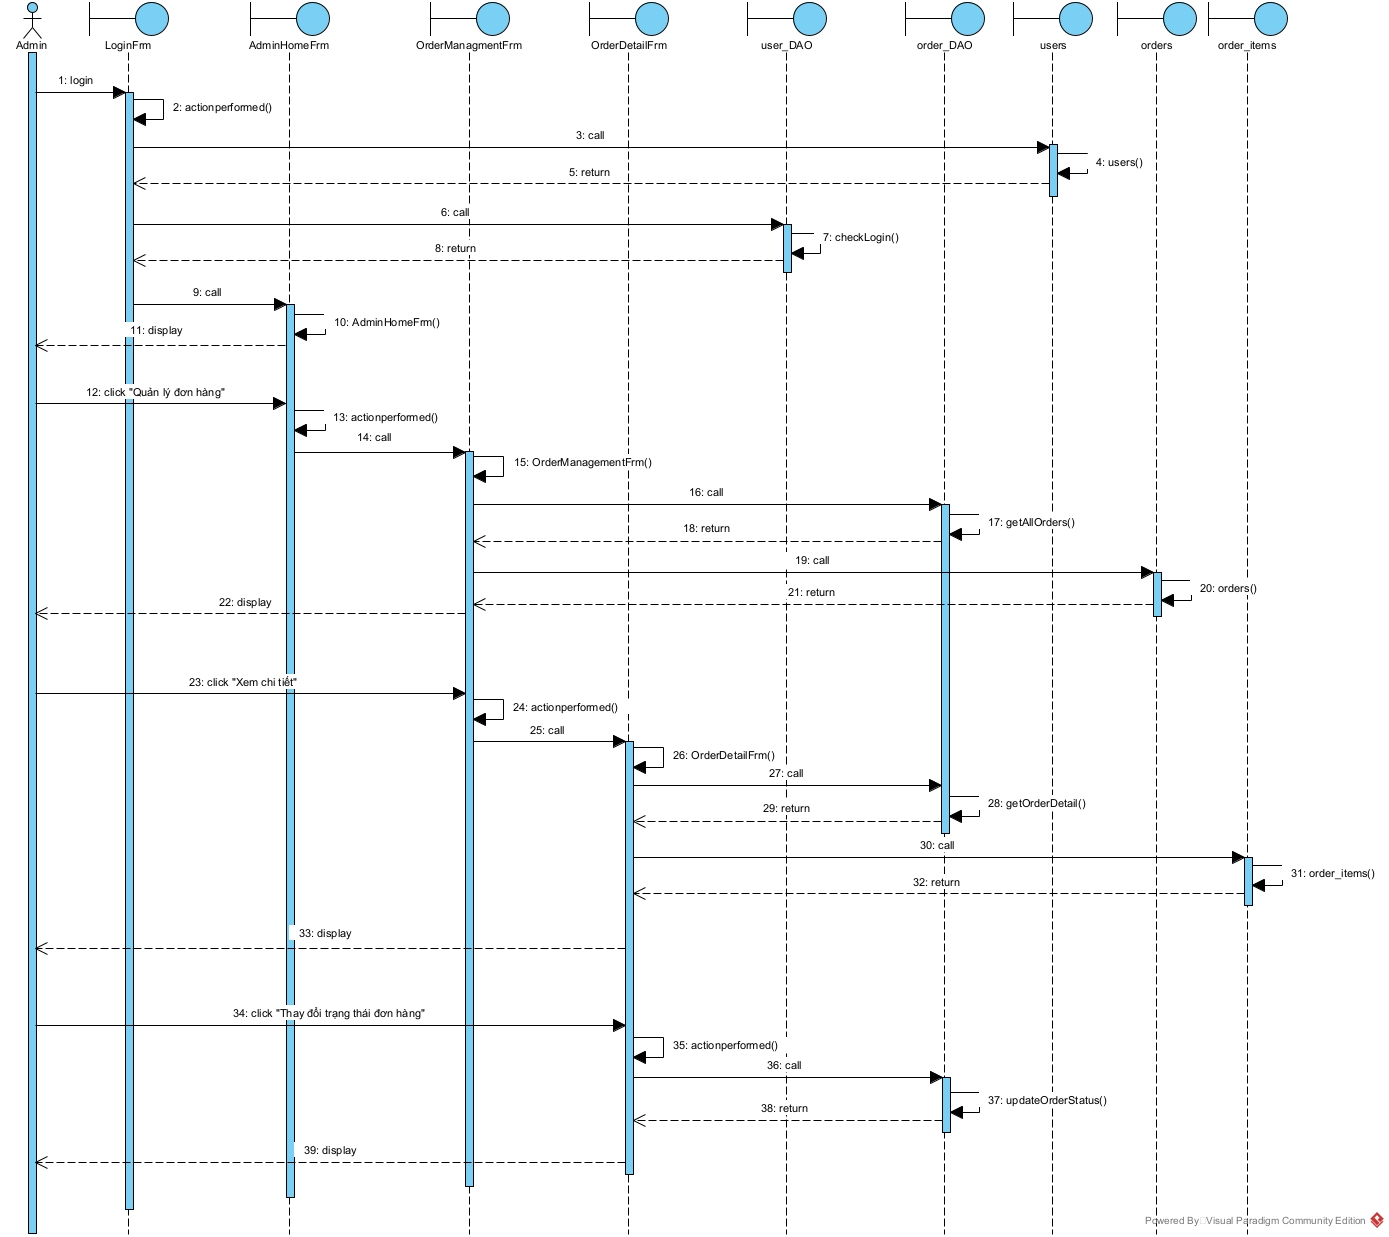 Admin
LoginFrm
AdminHomeFrm
OrderManagmentFrm
OrderDetailFrm
user_DAO
order_DAO
users
orders
order_items
1: login
2: actionperformed()
3: call
4: users()
5: return
6: call
7: checkLogin()
8: return
9: call
10: AdminHomeFrm()
11: display
12: click "Quản lý đơn hàng"
13: actionperformed()
14: call
15: OrderManagementFrm()
16: call
17: getAllOrders()
18: return
19: call
20: orders()
21: return
22: display
23: click "Xem chi tiết"
24: actionperformed()
25: call
26: OrderDetailFrm()
27: call
28: getOrderDetail()
29: return
30: call
31: order_items()
32: return
33: display
34: click "Thay đổi trạng thái đơn hàng"
35: actionperformed()
36: call
37: updateOrderStatus()
38: return
39: display
Powered By Visual Paradigm Community Edition